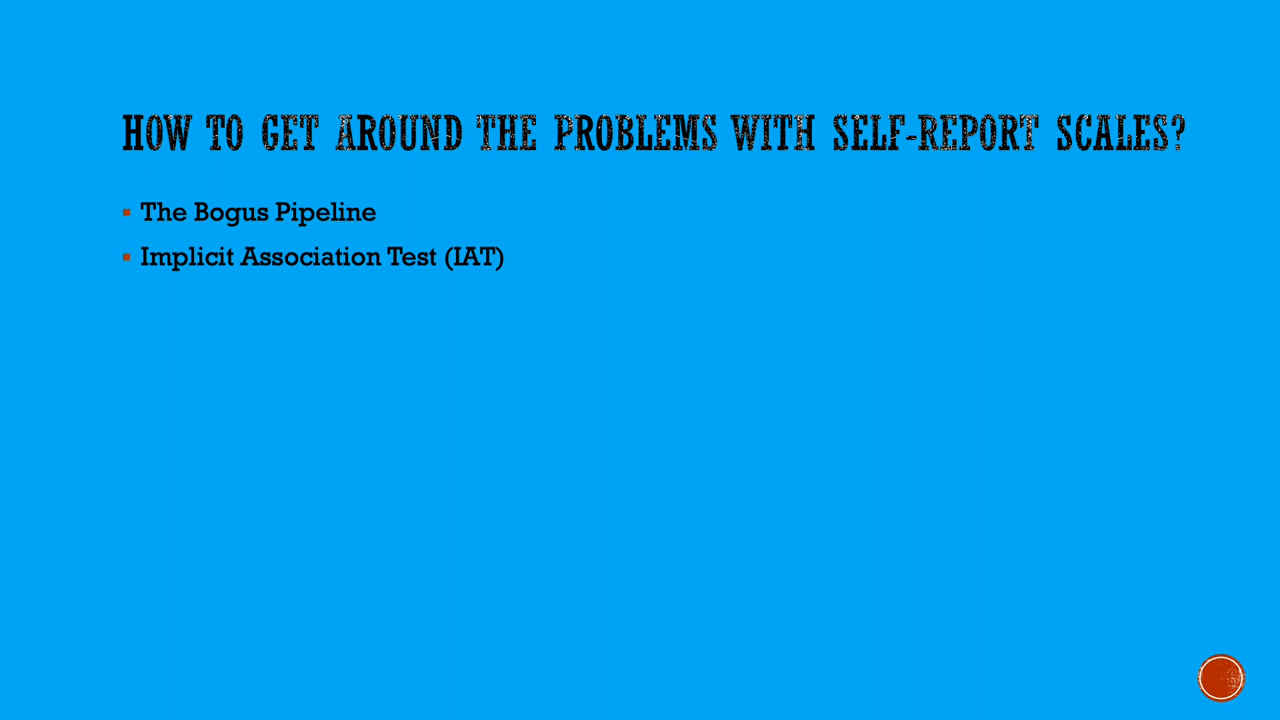 HOW TO GET AROUND THE PROBLEMS WITH SELF-REPORT SCALES?
The Bogus Pipeline
Implicit Association Test (IAT)